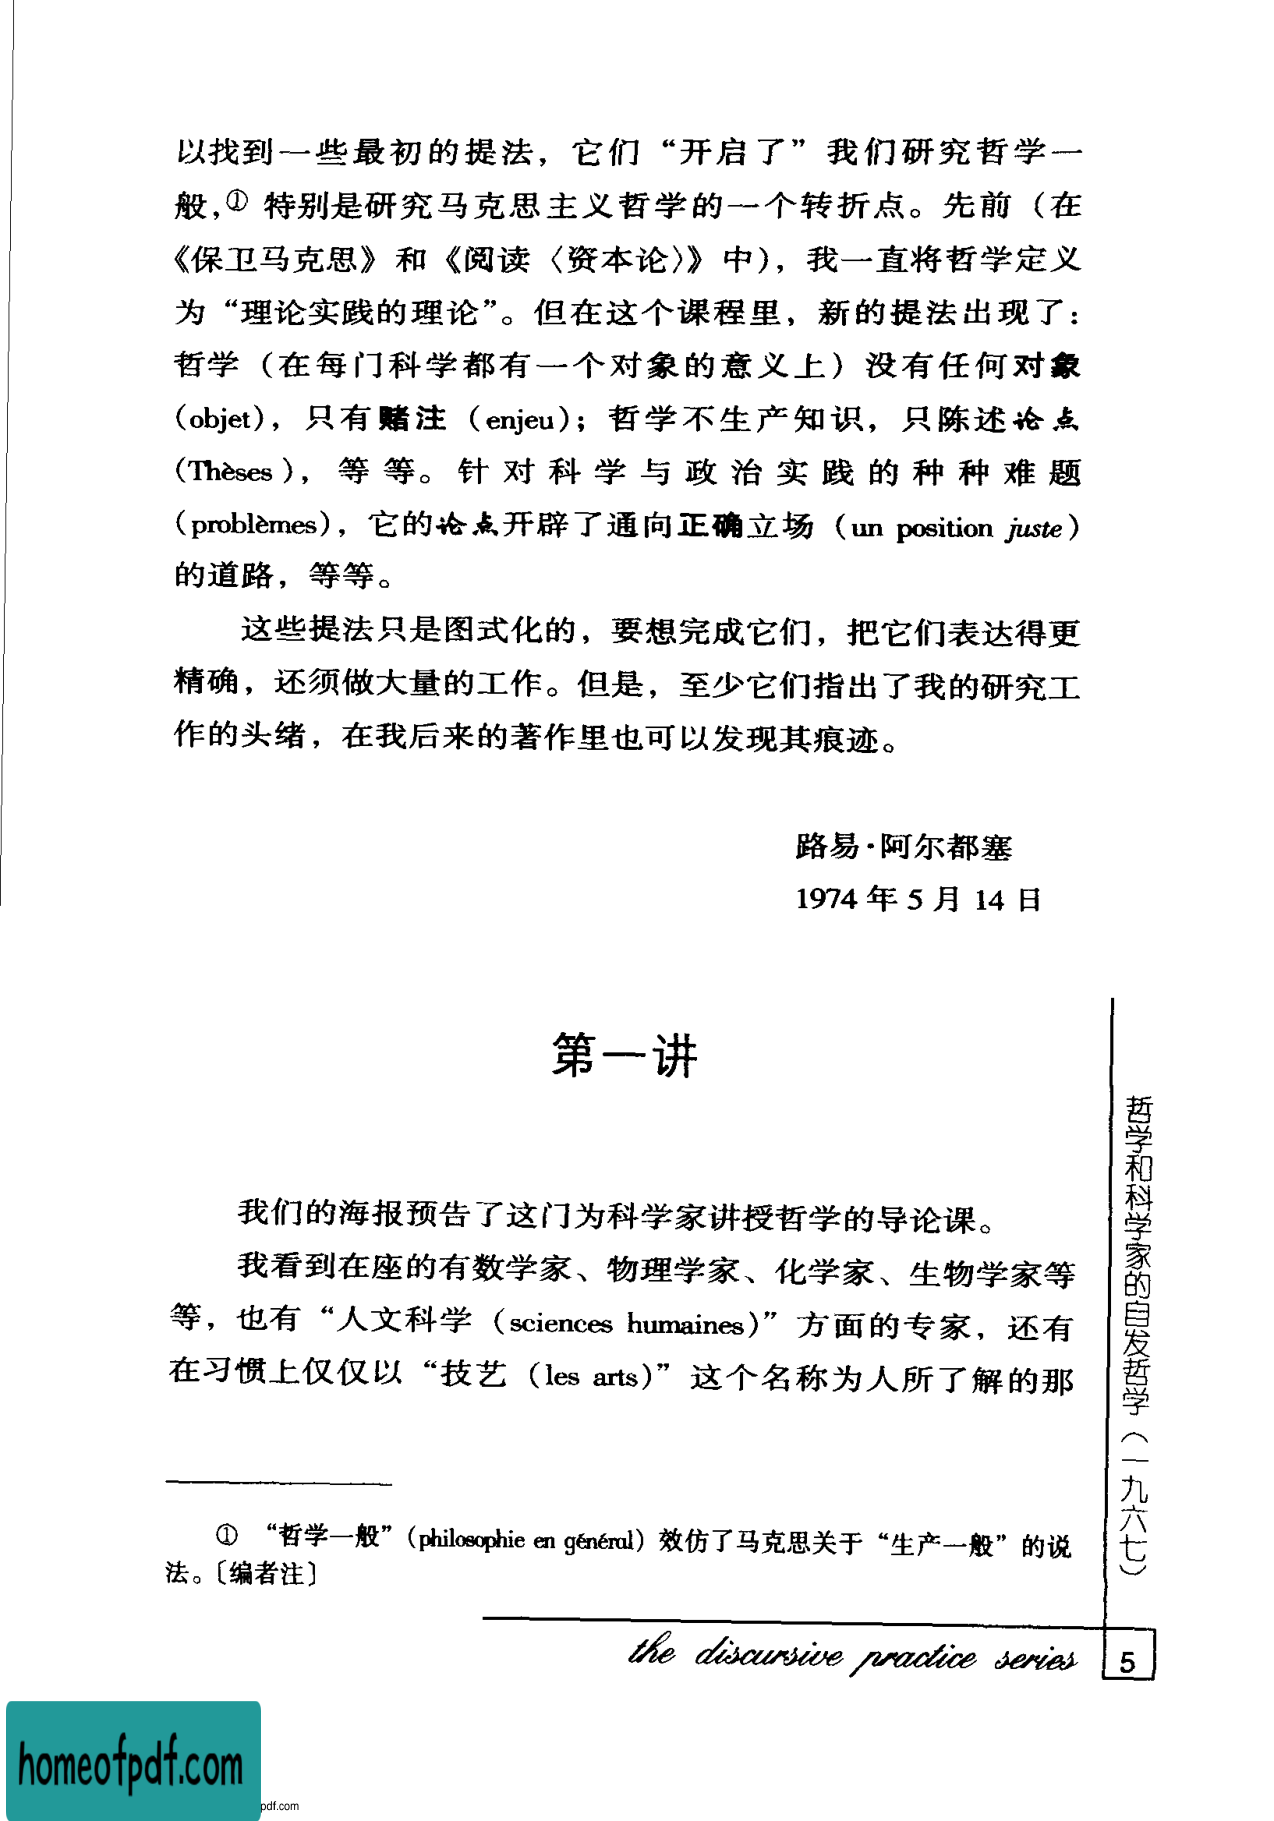 以找到一些最初的提法，它们“开启了”我们研究哲学一
般，① 特别是研究马克思主义哲学的一个转折点。先前（在
《保卫马克思》和《阅读〈资本论〉》中），我一直将哲学定义
为“理论实践的理论”。但在这个课程里，新的提法出现了：
哲学（在每门科学都有一个对象的意义上）没有任何对象
（objet），只有赌注（enjeu）；哲学不生产知识，只陈述论点
（Thèses），等等。针对科学与政治实践的种种难题
（problèmes），它的论点开辟了通向正确立场（un position juste）
的道路，等等。
这些提法只是图式化的，要想完成它们，把它们表达得更
精确，还须做大量的工作。但是，至少它们指出了我的研究工
作的头绪，在我后来的著作里也可以发现其痕迹。
路易·阿尔都塞
1974 年 5 月 14 日
第一讲
我们的海报预告了这门为科学家讲授哲学的导论课。
我看到在座的有数学家、物理学家、化学家、生物学家等
等，也有“人文科学（sciences humaines）”方面的专家，还有
在习惯上仅仅以“技艺（les arts）”这个名称为人所了解的那
① “哲学一般”（philosophie en général）效仿了马克思关于“生产一般”的说
法。〔编者注〕
哲学和科学家的自发哲学（一九六七）
the discursive practice series
5
homeofpdf.com
pdf.com